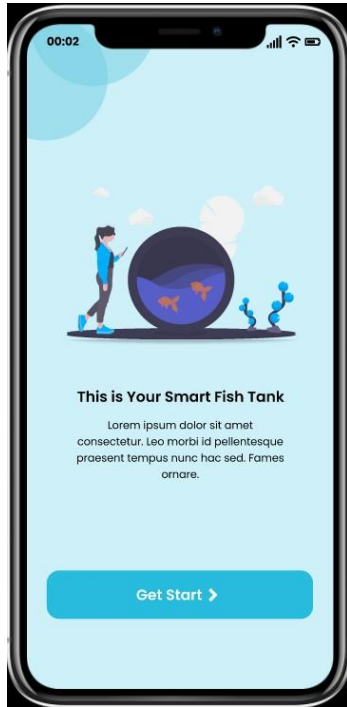 00:02
This is Your Smart Fish Tank
Lorem ipsum dolor sit amet
consectetur. Leo morbi id pellentesque
praesent tempus nunc hac sed. Fames
ornare.
Get Start